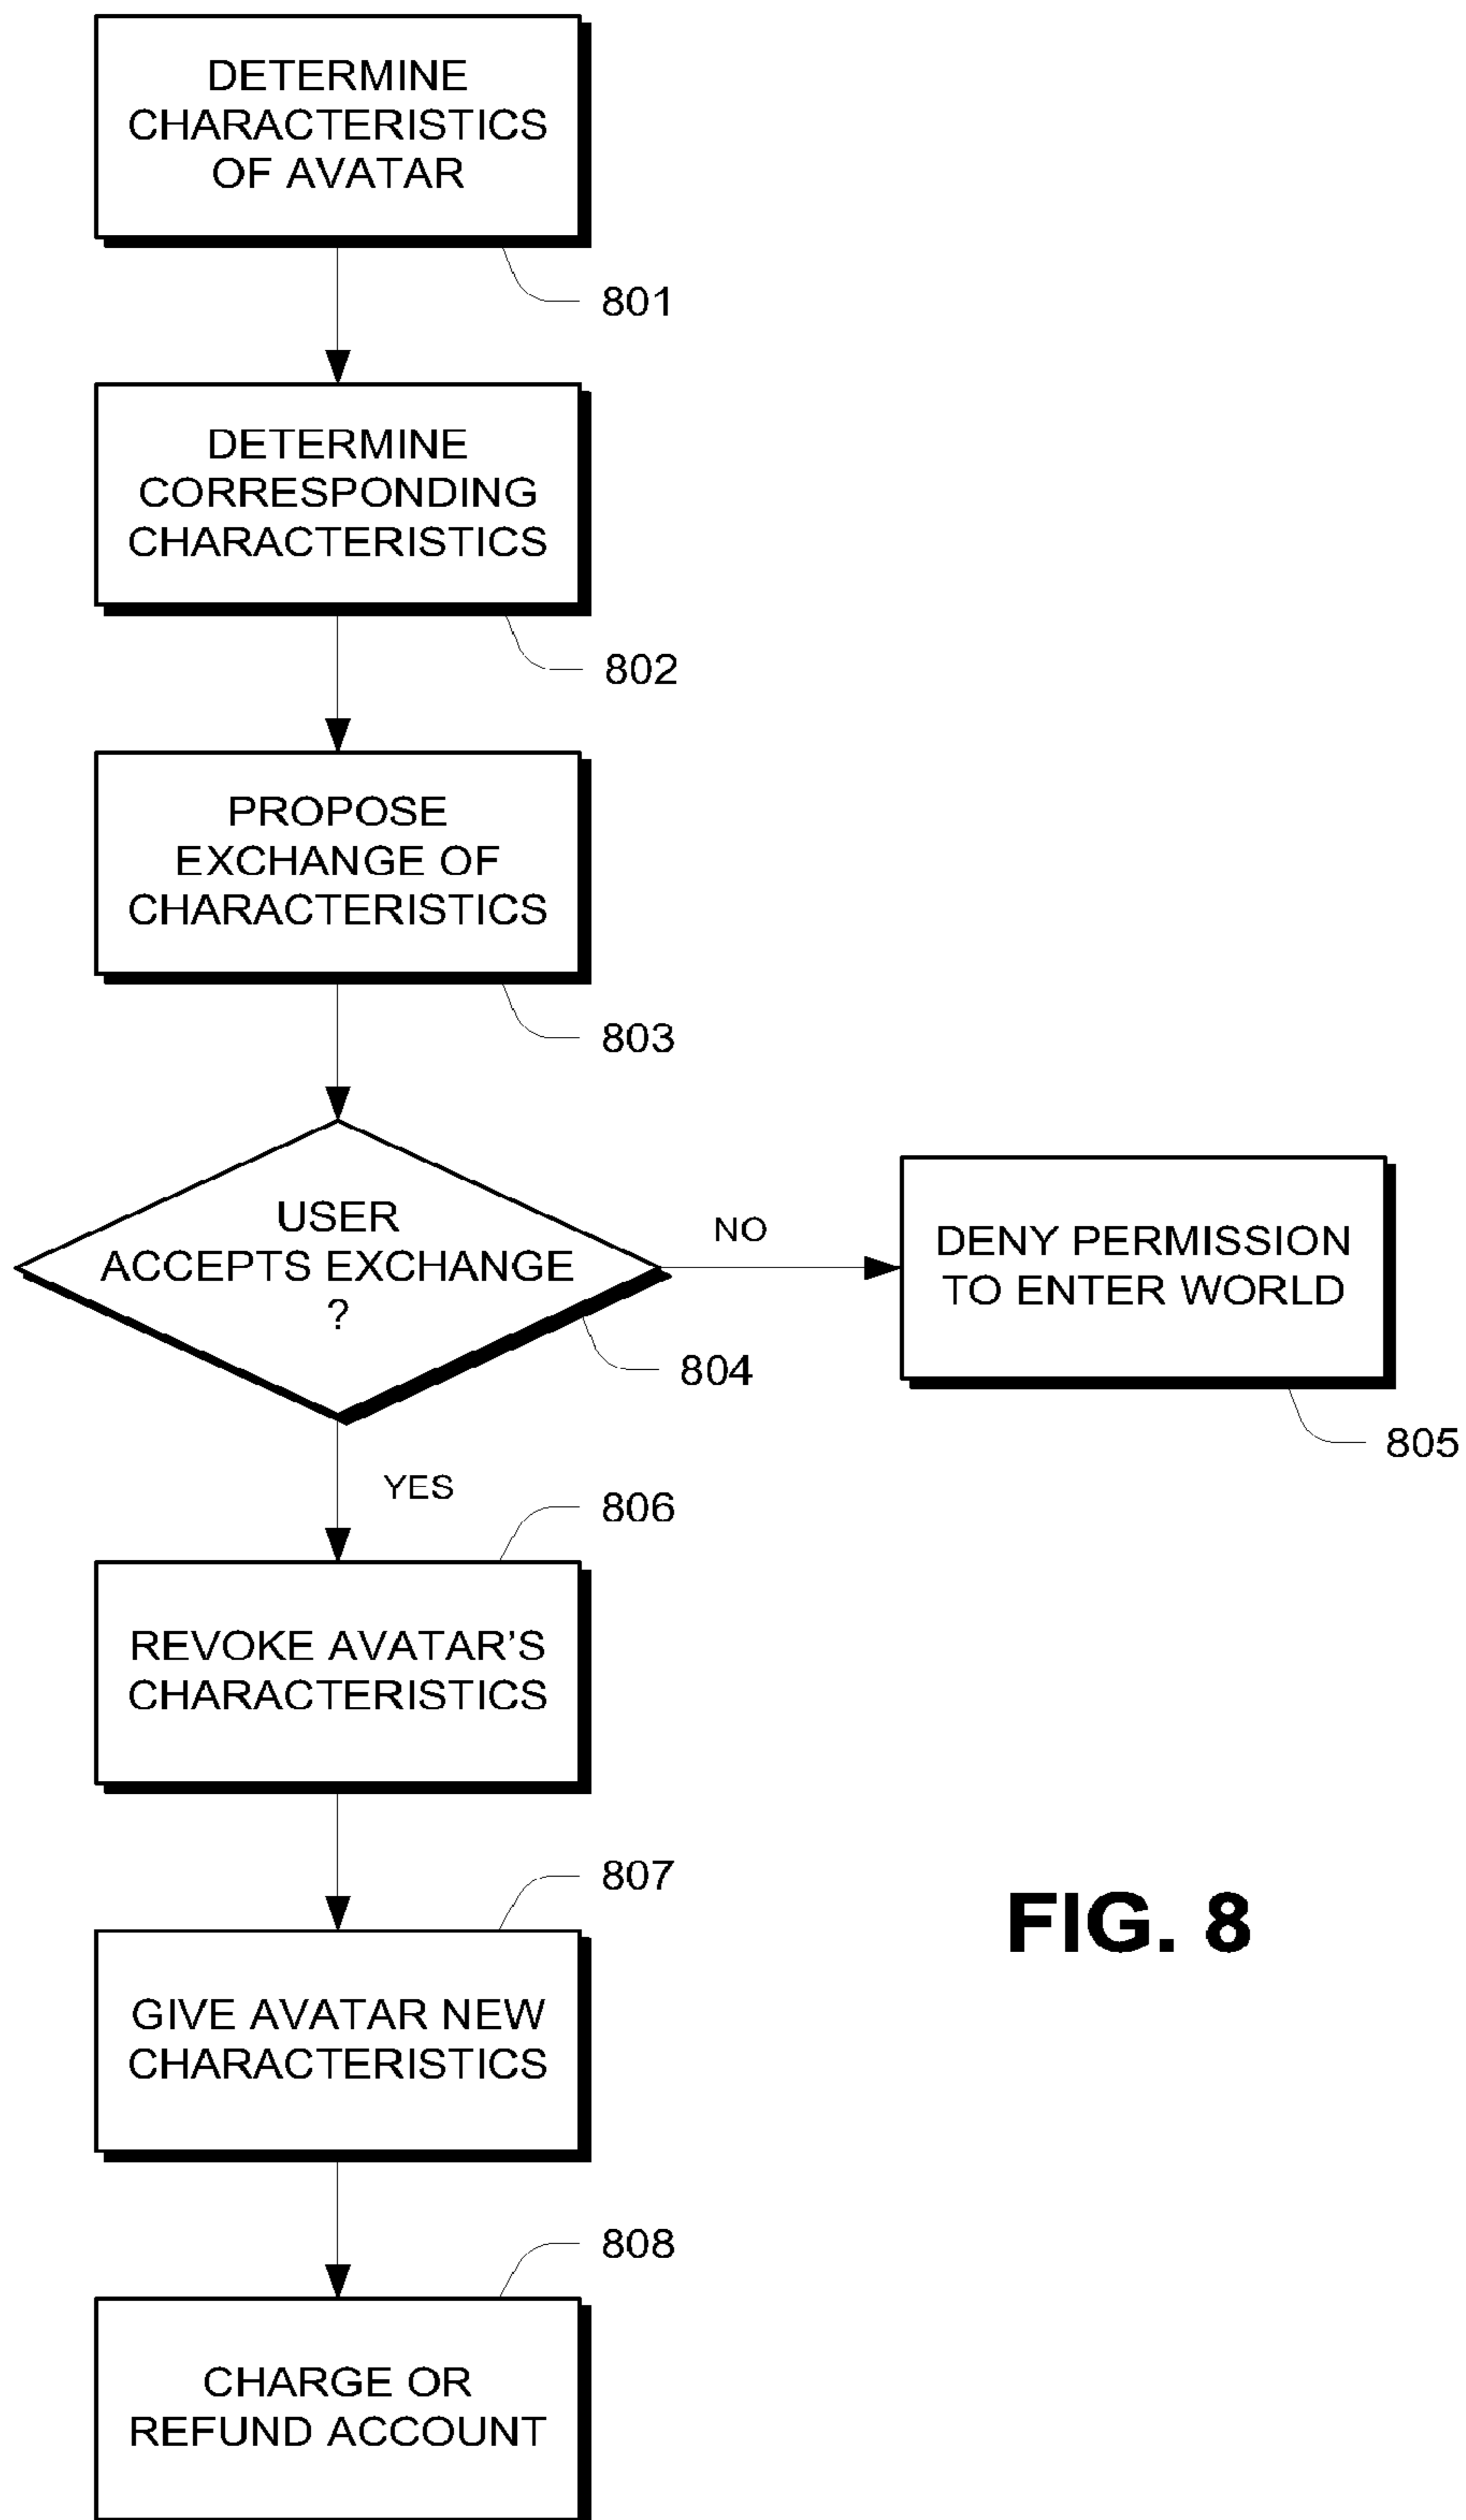 DETERMINE
CHARACTERISTICS
OF AVATAR
801
DETERMINE
CORRESPONDING
CHARACTERISTICS
802
PROPOSE
EXCHANGE OF
CHARACTERISTICS
803
USER
ACCEPTS EXCHANGE
?
804
NO
DENY PERMISSION
TO ENTER WORLD
805
YES
806
REVOKE AVATAR’S
CHARACTERISTICS
807
GIVE AVATAR NEW
CHARACTERISTICS
808
CHARGE OR
REFUND ACCOUNT
FIG. 8